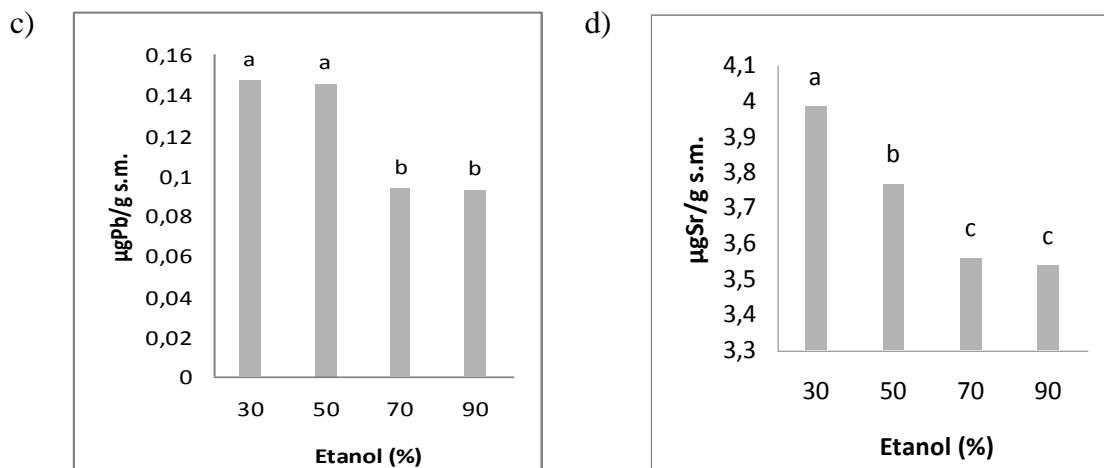 c)
0,16
0,14
0,12
0,1
0,08
0,06
0,04
0,02
0
µgPb/g s.m.
a a b b
30 50 70 90
Etanol (%)
d)
4,1
4
3,9
3,8
3,7
3,6
3,5
3,4
3,3
µgSr/g s.m.
a b c c
30 50 70 90
Etanol (%)